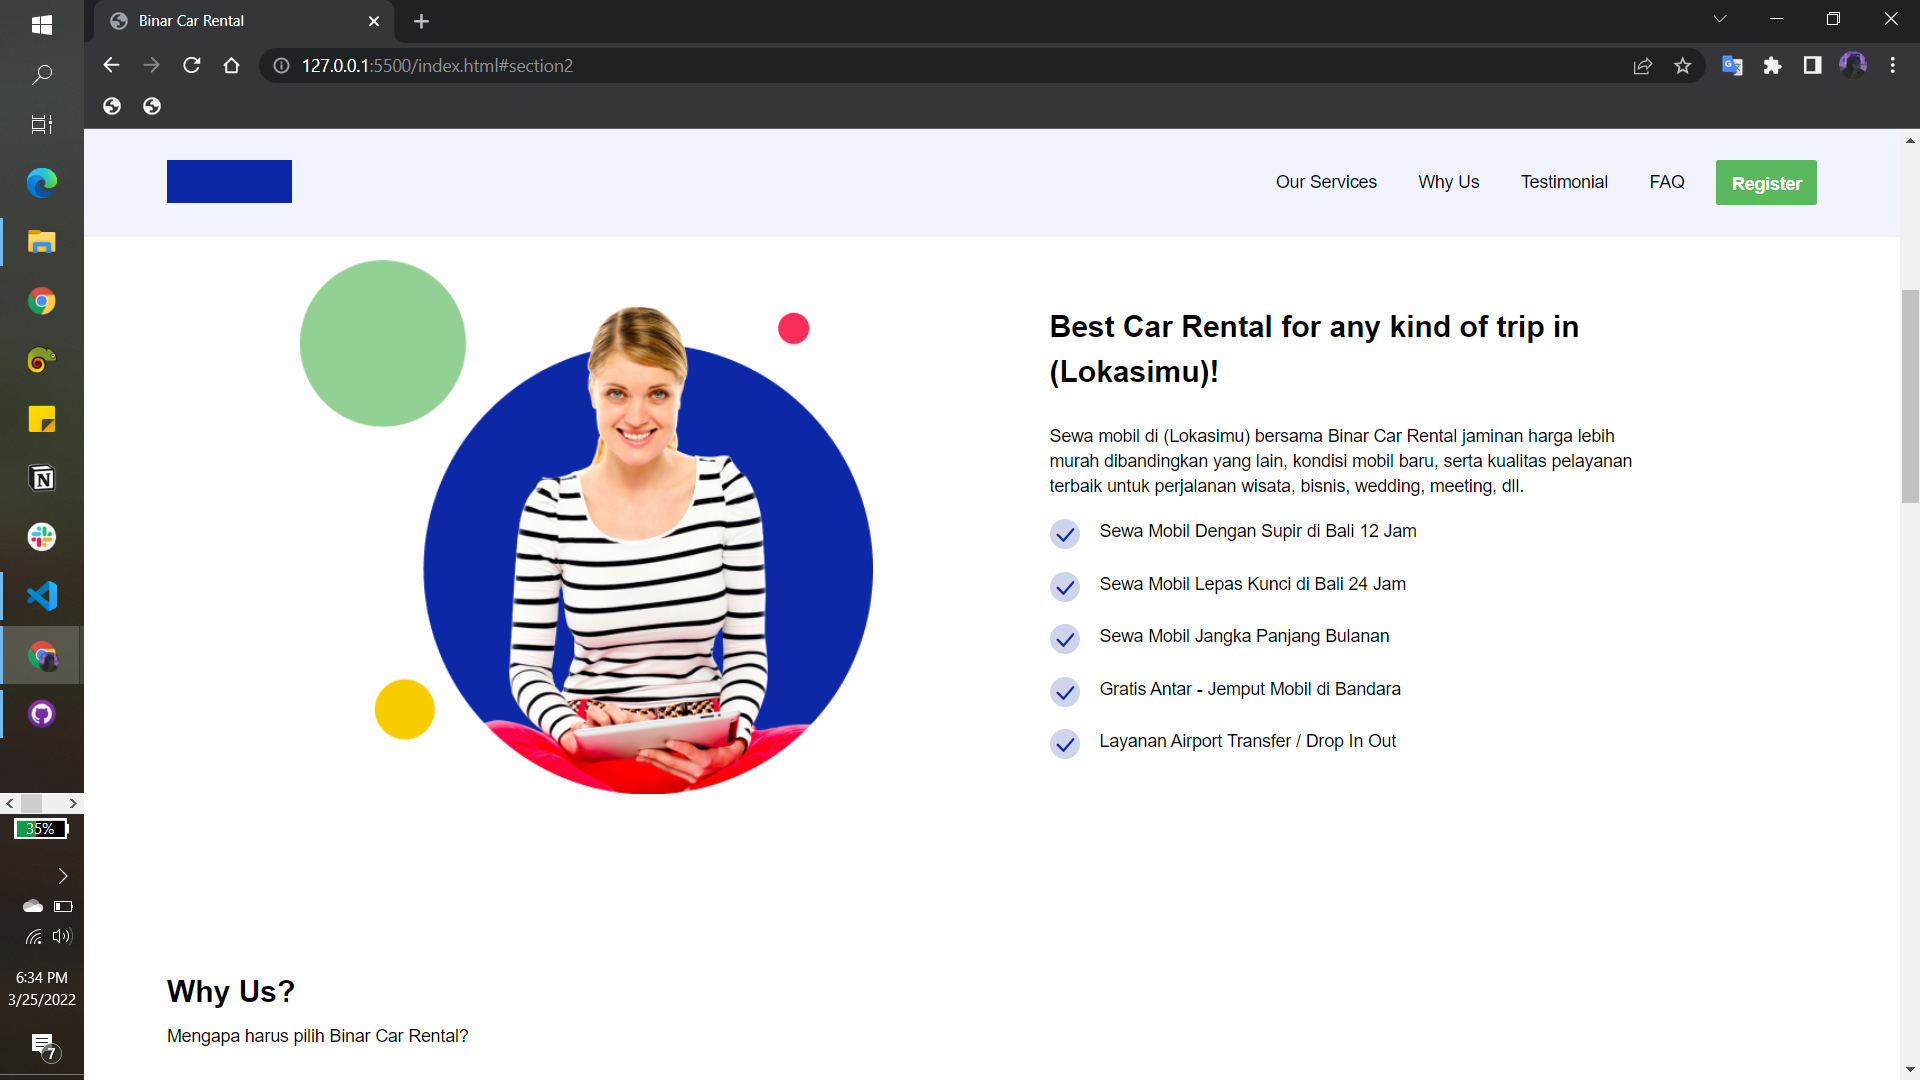 Binar Car Rental
127.0.0.1:5500/index.html#section2
Our Services
Why Us
Testimonial
FAQ
Register
Best Car Rental for any kind of trip in
(Lokasimu)!
Sewa mobil di (Lokasimu) bersama Binar Car Rental jaminan harga lebih
murah dibandingkan yang lain, kondisi mobil baru, serta kualitas pelayanan
terbaik untuk perjalanan wisata, bisnis, wedding, meeting, dll.
Sewa Mobil Dengan Supir di Bali 12 Jam
Sewa Mobil Lepas Kunci di Bali 24 Jam
Sewa Mobil Jangka Panjang Bulanan
Gratis Antar - Jemput Mobil di Bandara
Layanan Airport Transfer / Drop In Out
Why Us?
Mengapa harus pilih Binar Car Rental?
35%
6:34 PM
3/25/2022
7